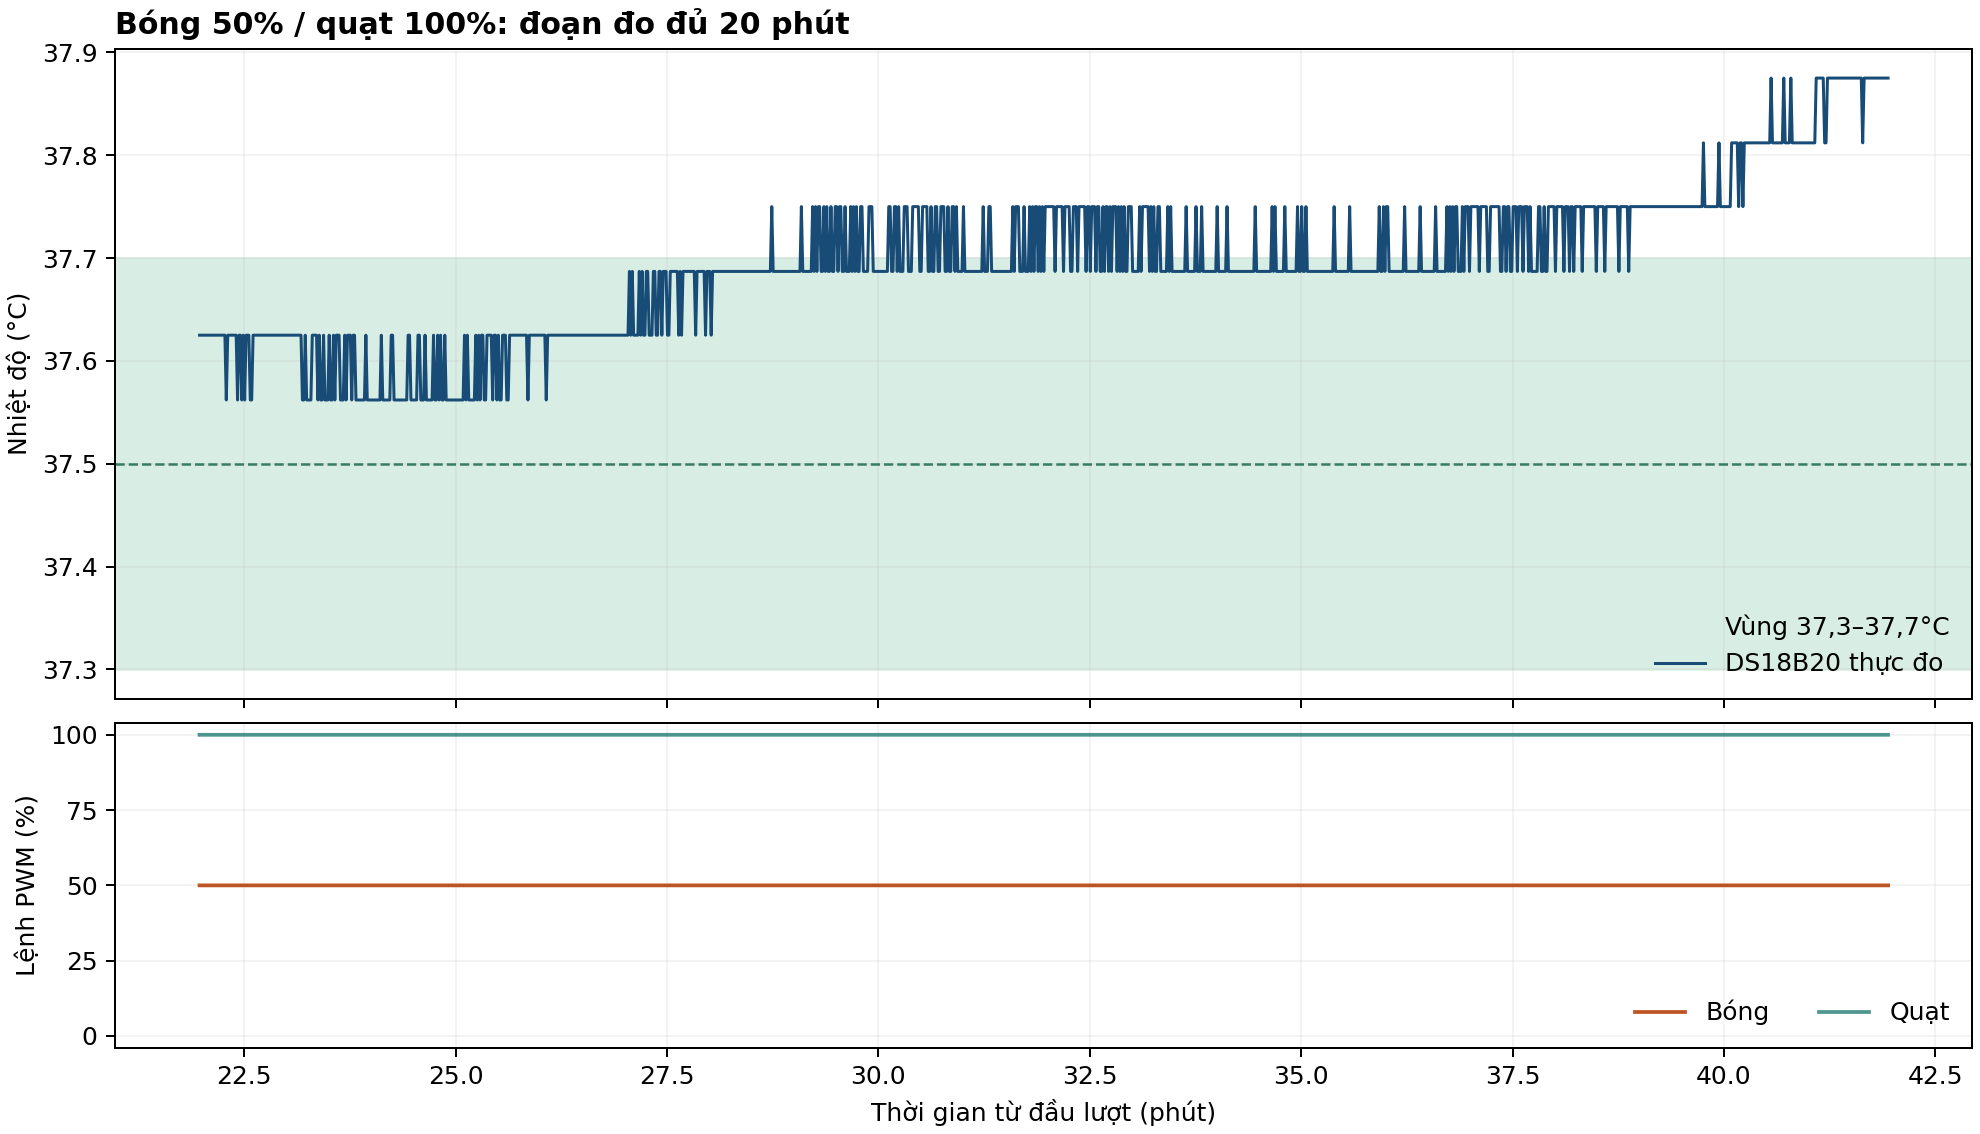 Bóng 50% / quạt 100%: đoạn đo đủ 20 phút
Nhiệt độ (°C)
37.9
37.8
37.7
37.6
37.5
37.4
37.3
Vùng 37,3–37,7°C
DS18B20 thực đo
Lệnh PWM (%)
100
75
50
25
0
Bóng
Quạt
22.5 25.0 27.5 30.0 32.5 35.0 37.5 40.0 42.5
Thời gian từ đầu lượt (phút)